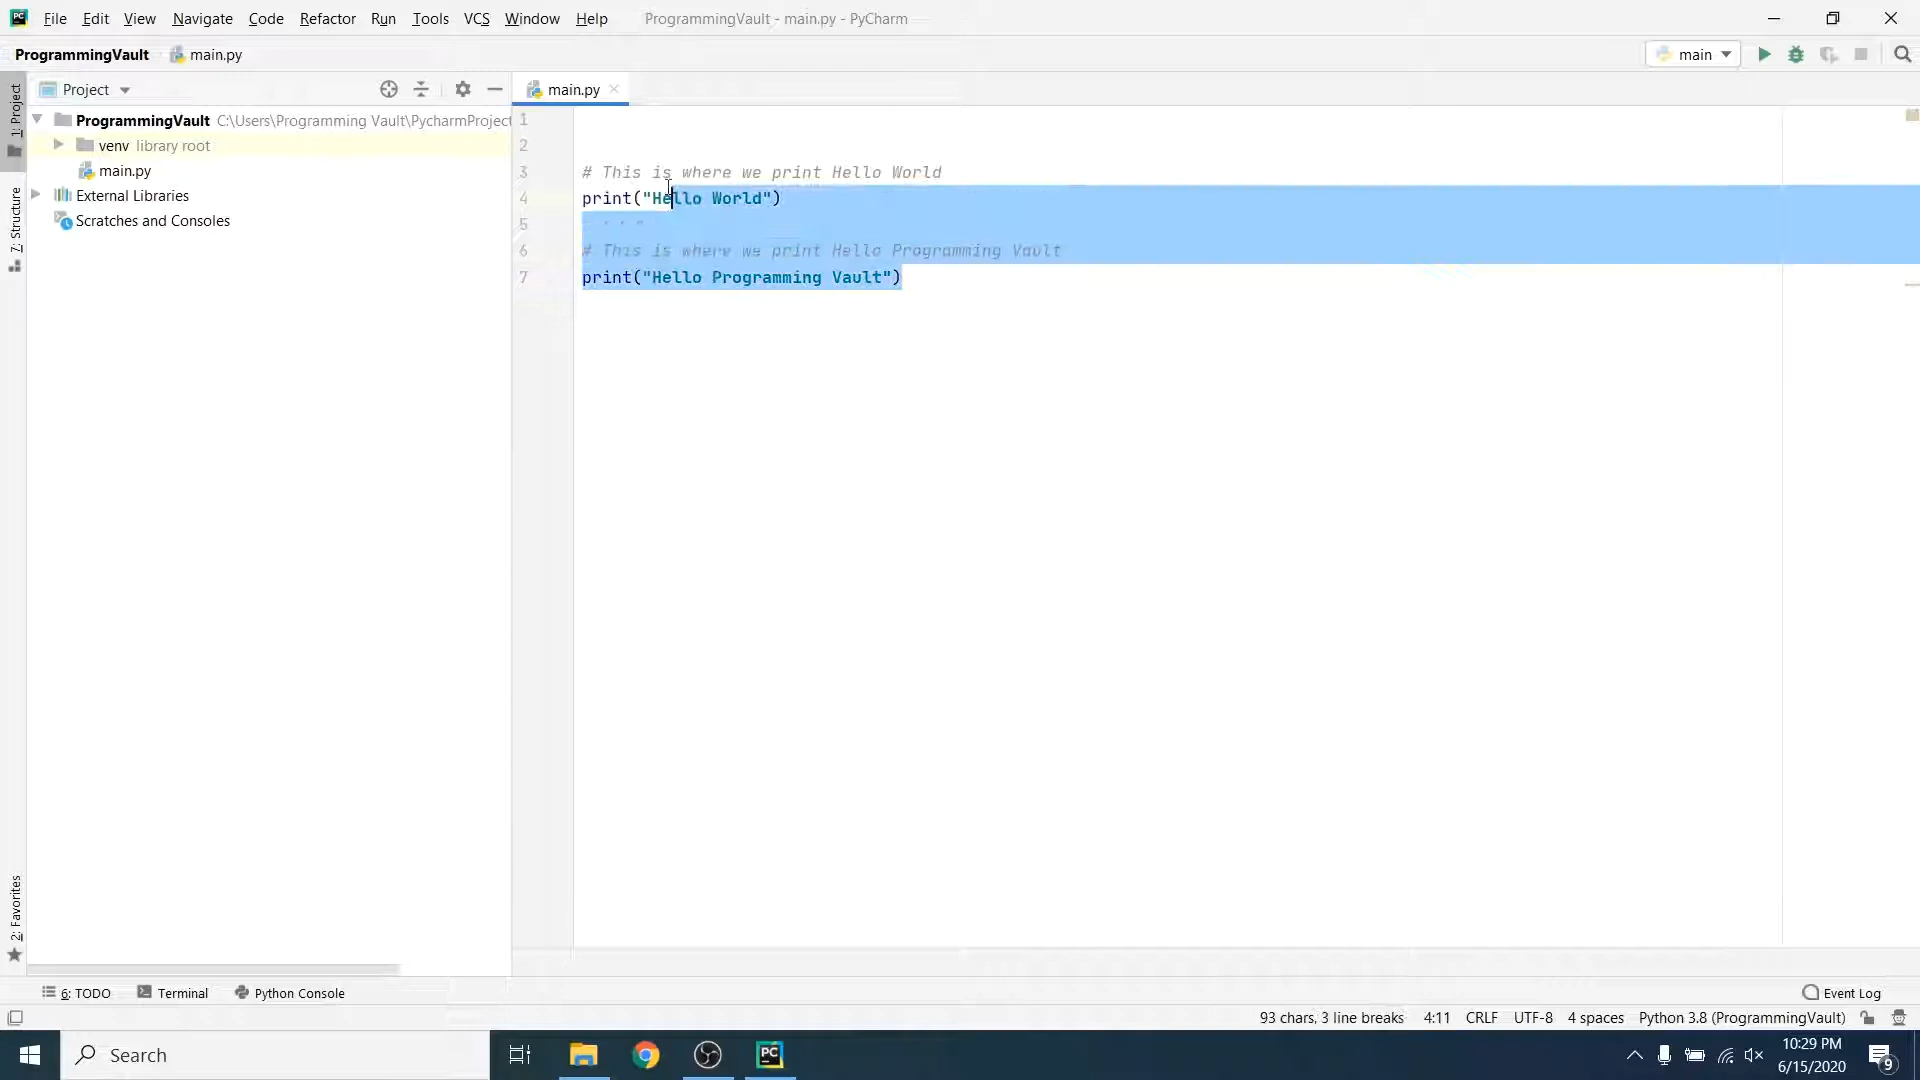 File Edit View Navigate Code Refactor Run Tools VCS Window Help ProgrammingVault - main.py - PyCharm
ProgrammingVault main.py main
1: Project
Project
main.py
ProgrammingVault C:\Users\Programming Vault\PycharmProject
venv library root
main.py
External Libraries
Scratches and Consoles
7: Structure
2: Favorites
1
2
3 # This is where we print Hello World
4 print("Hello World")
5
6 # This is where we print Hello Programming Vault
7 print("Hello Programming Vault")
6: TODO Terminal Python Console Event Log
93 chars, 3 line breaks 4:11 CRLF UTF-8 4 spaces Python 3.8 (ProgrammingVault)
Search
PC
10:29 PM
6/15/2020
9